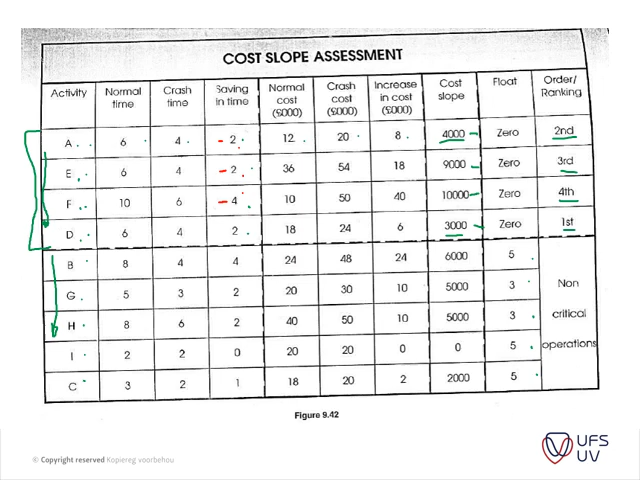 COST SLOPE ASSESSMENT
Activity Normal time Crash time Saving in time Normal cost (£000) Crash cost (£000) Increase in cost (£000) Cost slope Float Order/ Ranking
A 6 4 - 2 12 20 8 4000 Zero 2nd
E 6 4 - 2 36 54 18 9000 Zero 3rd
F 10 6 - 4 10 50 40 10000 Zero 4th
D 6 4 2 18 24 6 3000 Zero 1st
B 8 4 4 24 48 24 6000 5
G 5 3 2 20 30 10 5000 3 Non
H 8 6 2 40 50 10 5000 3 critical
I 2 2 0 20 20 0 0 5 operations
C 3 2 1 18 20 2 2000 5
Figure 9.42
© Copyright reserved Kopiereg voorbehou
UFS
UV